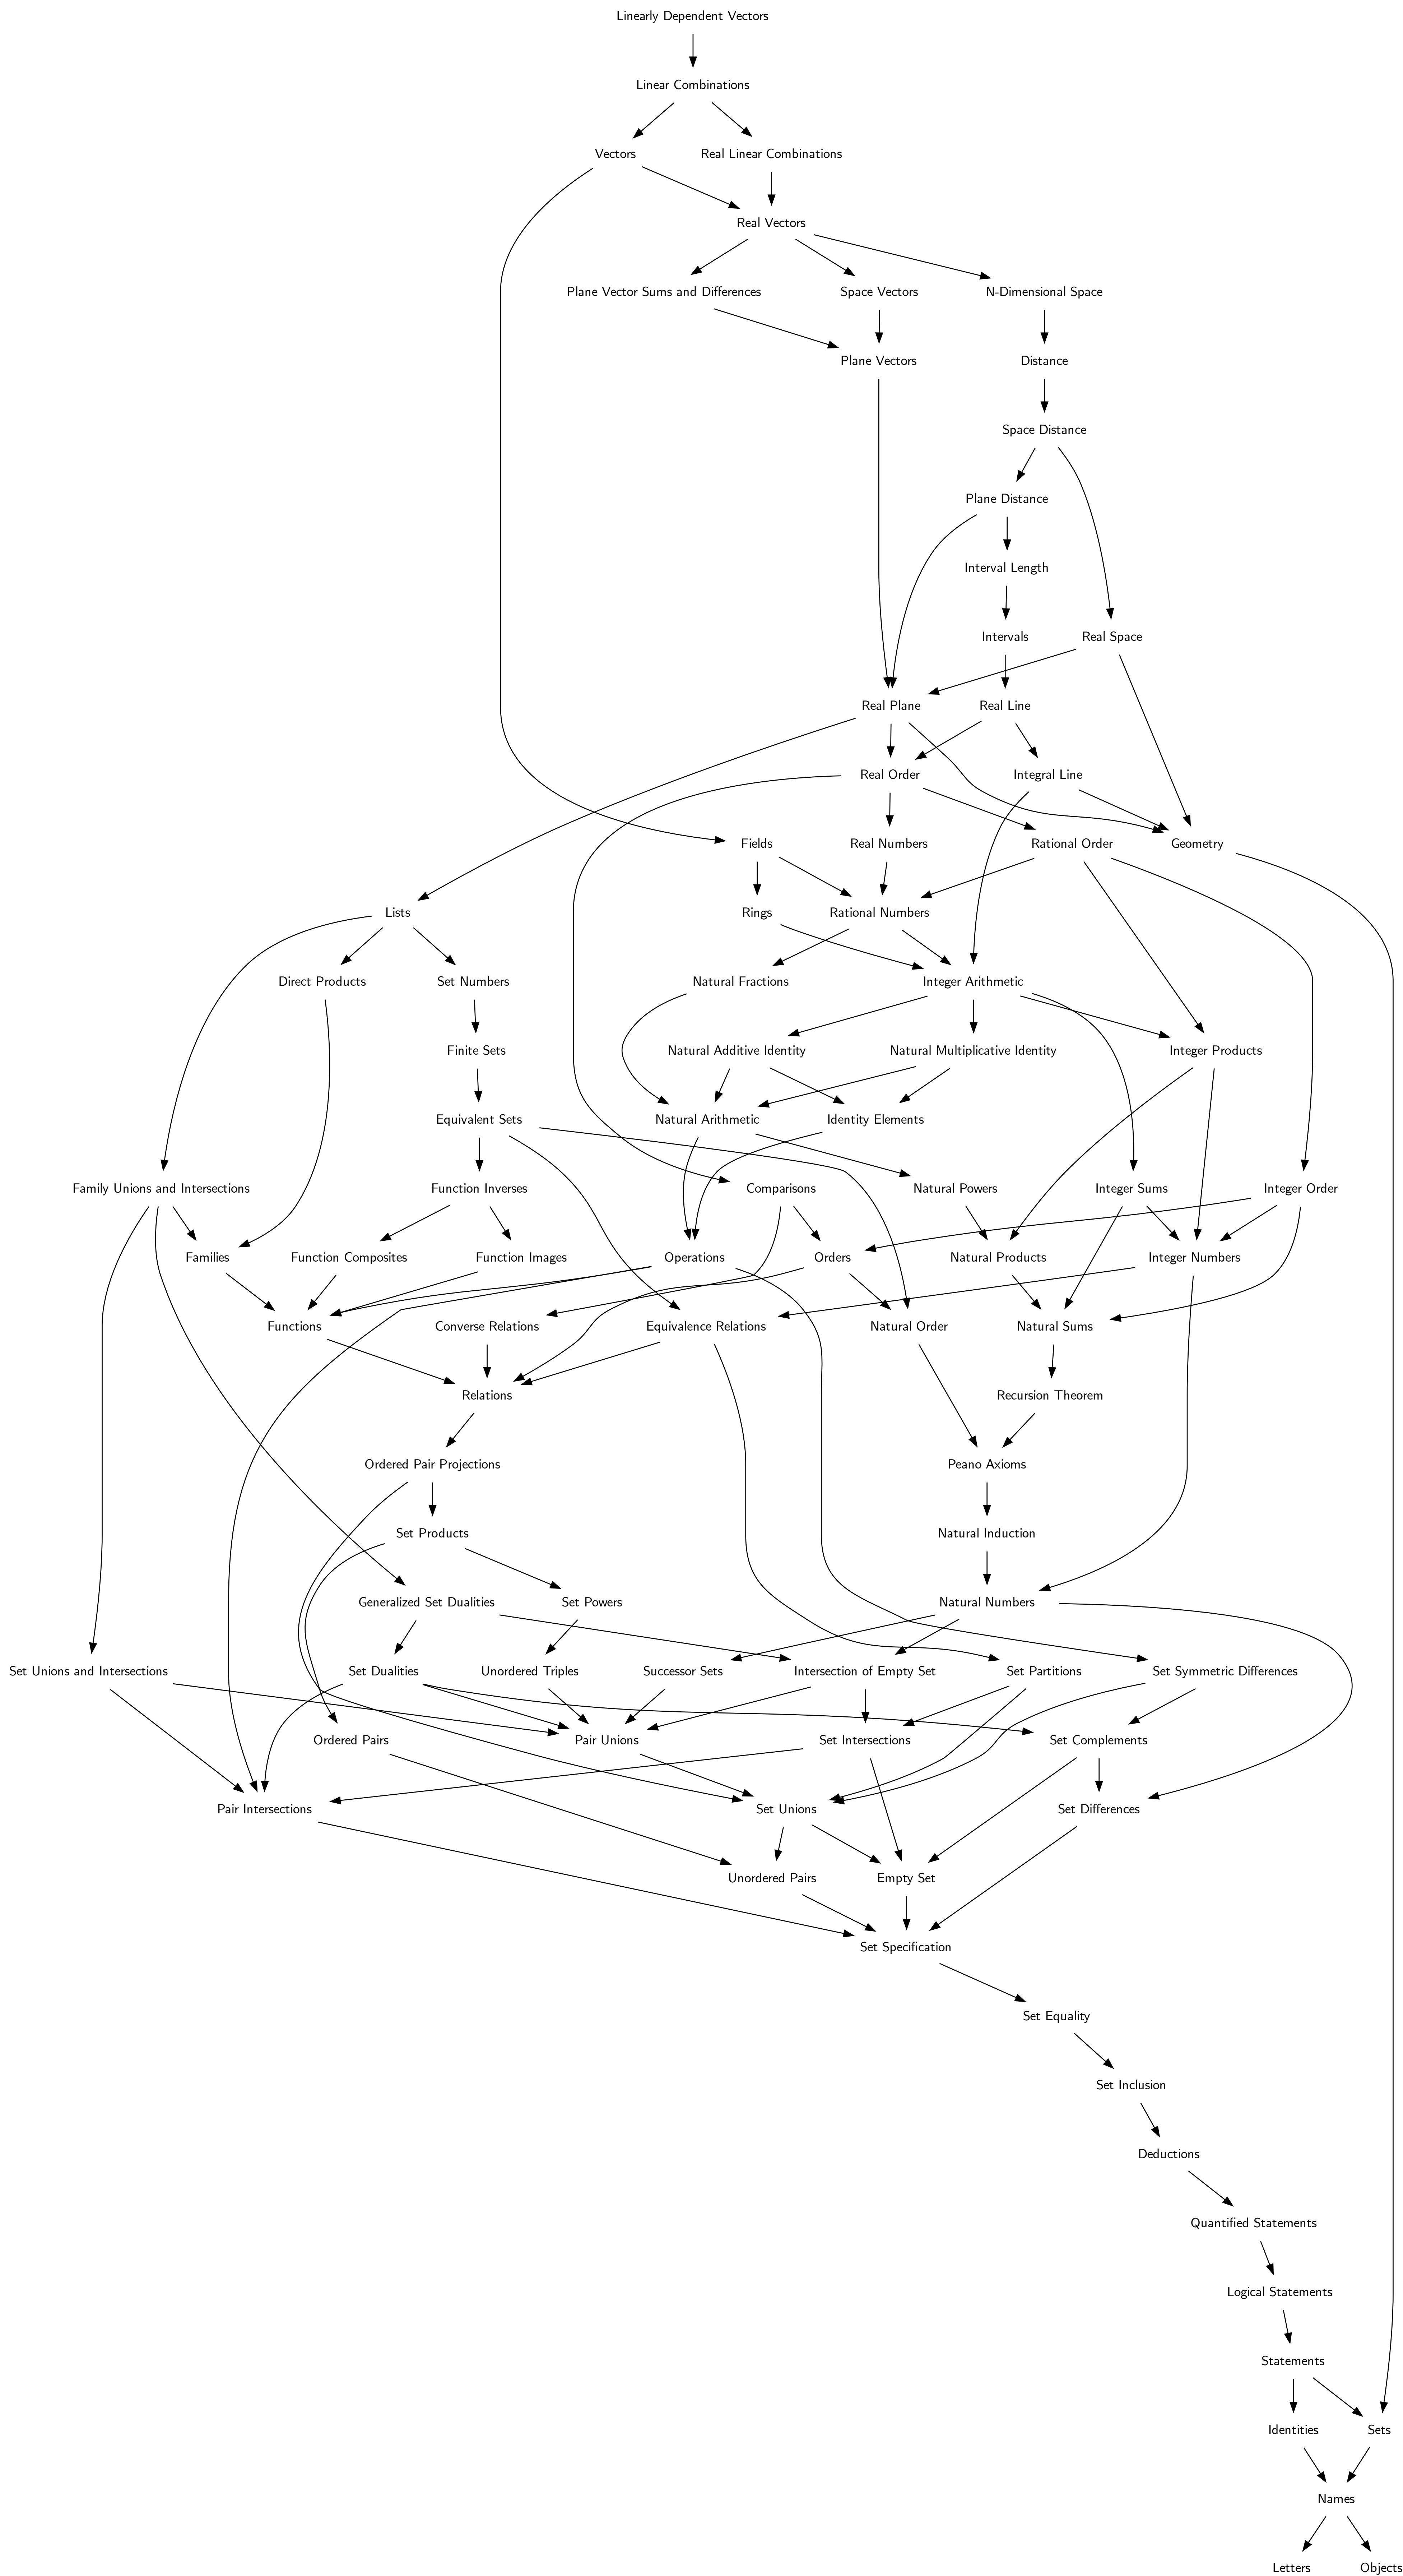 Linearly Dependent Vectors
Linear Combinations
Vectors
Real Linear Combinations
Real Vectors
Plane Vector Sums and Differences
Space Vectors
N-Dimensional Space
Plane Vectors
Distance
Space Distance
Plane Distance
Interval Length
Intervals
Real Space
Real Plane
Real Line
Real Order
Integral Line
Fields
Real Numbers
Rational Order
Geometry
Lists
Rings
Rational Numbers
Direct Products
Set Numbers
Natural Fractions
Integer Arithmetic
Finite Sets
Natural Additive Identity
Natural Multiplicative Identity
Integer Products
Equivalent Sets
Natural Arithmetic
Identity Elements
Family Unions and Intersections
Function Inverses
Comparisons
Natural Powers
Integer Sums
Integer Order
Families
Function Composites
Function Images
Operations
Orders
Natural Products
Integer Numbers
Functions
Converse Relations
Equivalence Relations
Natural Order
Natural Sums
Relations
Recursion Theorem
Ordered Pair Projections
Peano Axioms
Set Products
Natural Induction
Generalized Set Dualities
Set Powers
Natural Numbers
Set Unions and Intersections
Set Dualities
Unordered Triples
Successor Sets
Intersection of Empty Set
Set Partitions
Set Symmetric Differences
Ordered Pairs
Pair Unions
Set Intersections
Set Complements
Pair Intersections
Set Unions
Set Differences
Unordered Pairs
Empty Set
Set Specification
Set Equality
Set Inclusion
Deductions
Quantified Statements
Logical Statements
Statements
Identities
Sets
Names
Letters
Objects